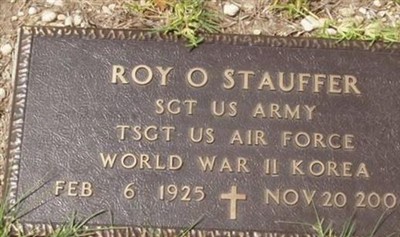 ROY O STAUFFER
SGT US ARMY
TSGT US AIR FORCE
WORLD WAR II KOREA
FEB 6 1925 NOV 20 200